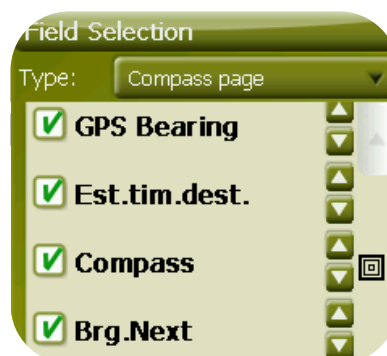 Field Selection
Type: Compass page
GPS Bearing
Est.tim.dest.
Compass
Brg.Next